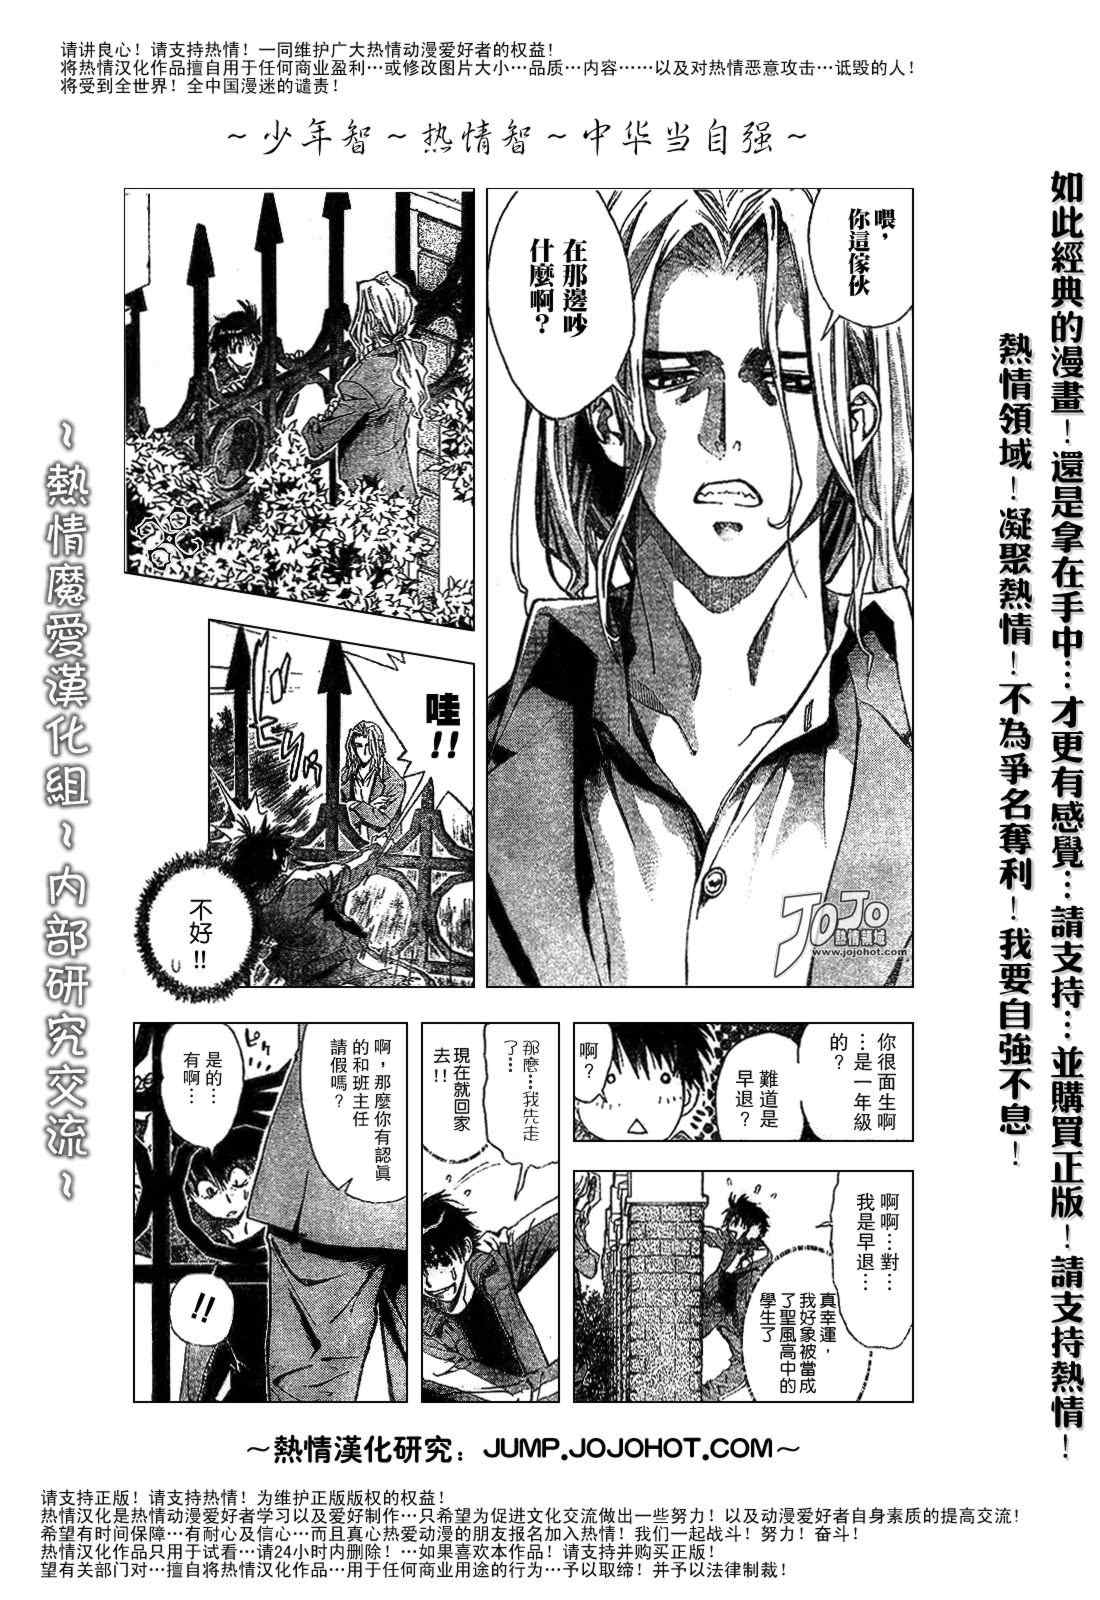 请讲良心！请支持热情！一同维护广大热情动漫爱好者的权益！
将热情汉化作品擅自用于任何商业盈利…或修改图片大小…品质…内容……以及对热情恶意攻击…诋毁的人！
将受到全世界！全中国漫迷的谴责！
～少年智～热情智～中华当自强～
如此經典的漫畫！還是拿在手中…才更有感覺…請支持…並購買正版！請支持熱情！
熱情領域！凝聚熱情！不為爭名奪利！我要自強不息！
喂，
你這傢伙
在那邊吵
什麼啊？
哇!!
ビクッ
不好!!
JOJO
熱情領域
www.jojohot.com
你很面生啊
…是一年級
的？
難道是
早退？
啊？
啊啊…對…
我是早退…
真幸運，
我好象被當成
了聖風高中的
學生了
那麼…我先走
了…
現在就回家
去!!
啊，那麼你有認真
的和班主任
請假嗎？
是的…
有啊…
!!
～熱情魔愛漢化組～内部研究交流～
～熱情漢化研究：JUMP.JOJOHOT.COM～
请支持正版！请支持热情！为维护正版版权的权益！
热情汉化是热情动漫爱好者学习以及爱好制作…只希望为促进文化交流做出一些努力！以及动漫爱好者自身素质的提高交流！
希望有时间保障…有耐心及信心…而且真心热爱动漫的朋友报名加入热情！我们一起战斗！努力！奋斗！
热情汉化作品只用于试看…请24小时内删除！…如果喜欢本作品！请支持并购买正版！
望有关部门对…擅自将热情汉化作品…用于任何商业用途的行为…予以取缔！并予以法律制裁！